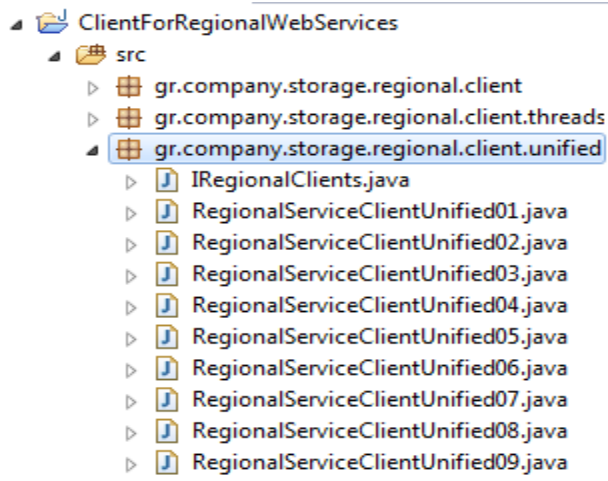 ClientForRegionalWebServices
src
gr.company.storage.regional.client
gr.company.storage.regional.client.threads
gr.company.storage.regional.client.unified
IRegionalClients.java
RegionalServiceClientUnified01.java
RegionalServiceClientUnified02.java
RegionalServiceClientUnified03.java
RegionalServiceClientUnified04.java
RegionalServiceClientUnified05.java
RegionalServiceClientUnified06.java
RegionalServiceClientUnified07.java
RegionalServiceClientUnified08.java
RegionalServiceClientUnified09.java